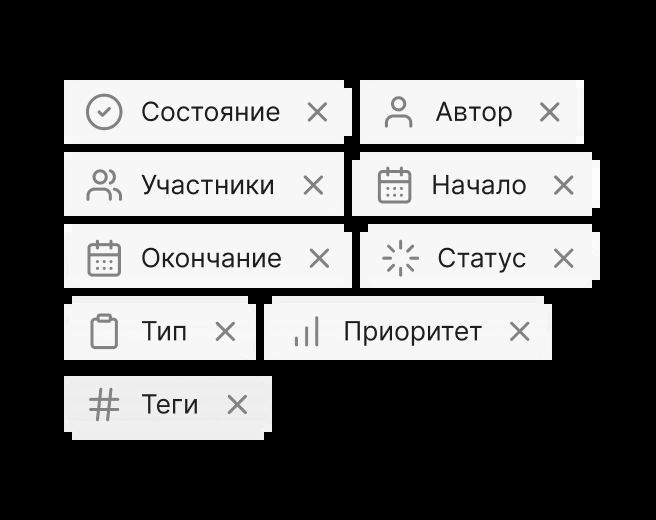 Состояние Автор
Участники Начало
Окончание Статус
Тип Приоритет
Теги